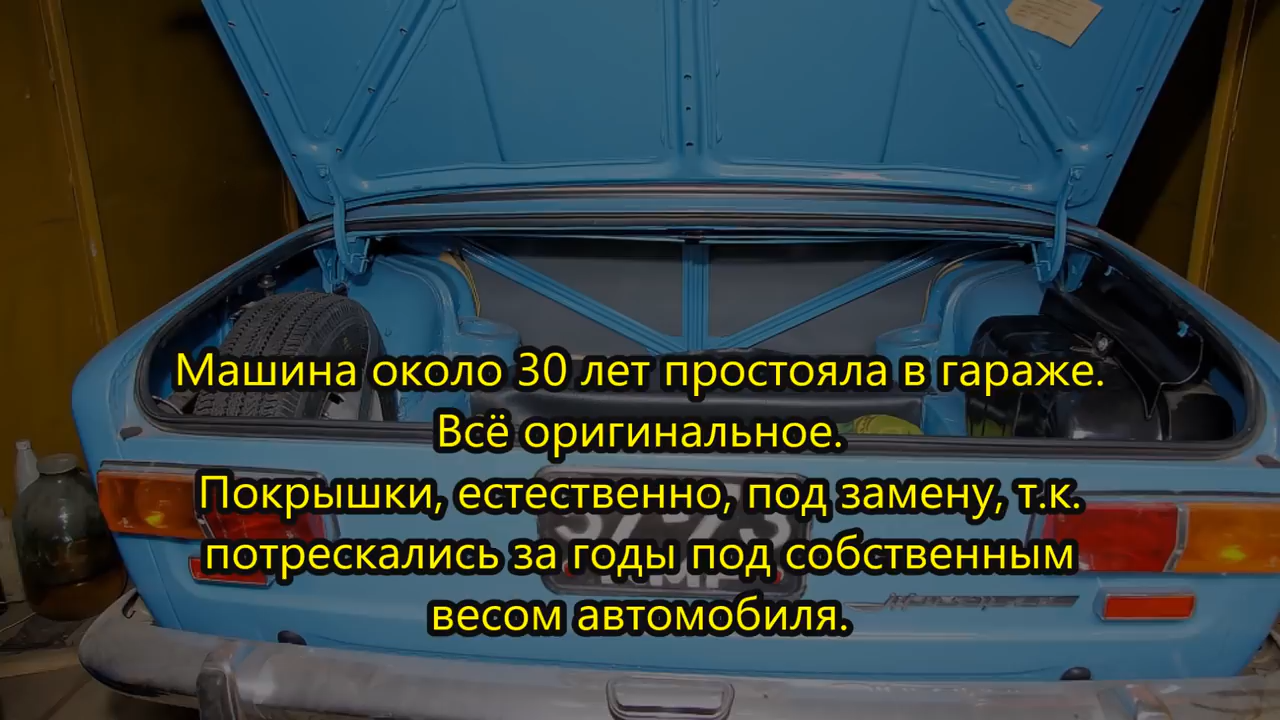 Машина около 30 лет простояла в гараже.
Всё оригинальное.
Покрышки, естественно, под замену, т.к.
потрескались за годы под собственным
весом автомобиля.